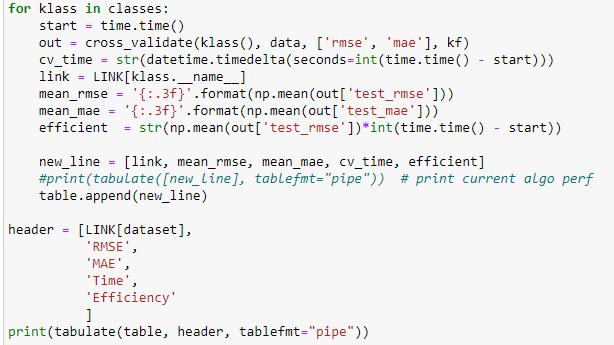 for klass in classes:
    start = time.time()
    out = cross_validate(klass(), data, ['rmse', 'mae'], kf)
    cv_time = str(datetime.timedelta(seconds=int(time.time() - start)))
    link = LINK[klass.__name__]
    mean_rmse = '{:.3f}'.format(np.mean(out['test_rmse']))
    mean_mae = '{:.3f}'.format(np.mean(out['test_mae']))
    efficient  = str(np.mean(out['test_rmse'])*int(time.time() - start))

    new_line = [link, mean_rmse, mean_mae, cv_time, efficient]
    #print(tabulate([new_line], tablefmt="pipe"))  # print current algo perf
    table.append(new_line)

header = [LINK[dataset],
          'RMSE',
          'MAE',
          'Time',
          'Efficiency'
          ]
print(tabulate(table, header, tablefmt="pipe"))